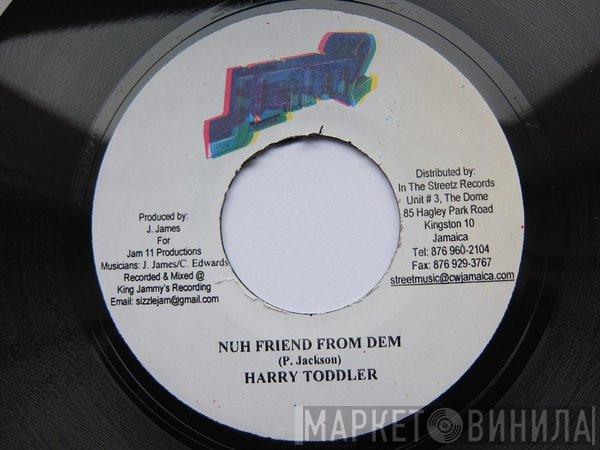 Produced by:
J. James
For
Jam 11 Productions
Musicians: J. James/C. Edwards
Recorded & Mixed @
King Jammy's Recording
Email: sizzlejam@gmail.com
Distributed by:
In The Streetz Records
Unit # 3, The Dome
85 Hagley Park Road
Kingston 10
Jamaica
Tel: 876 960-2104
Fax: 876 929-3767
streetmusic@cwjamaica.com
NUH FRIEND FROM DEM
(P. Jackson)
HARRY TODDLER
МАРКЕТ ВИНИЛА